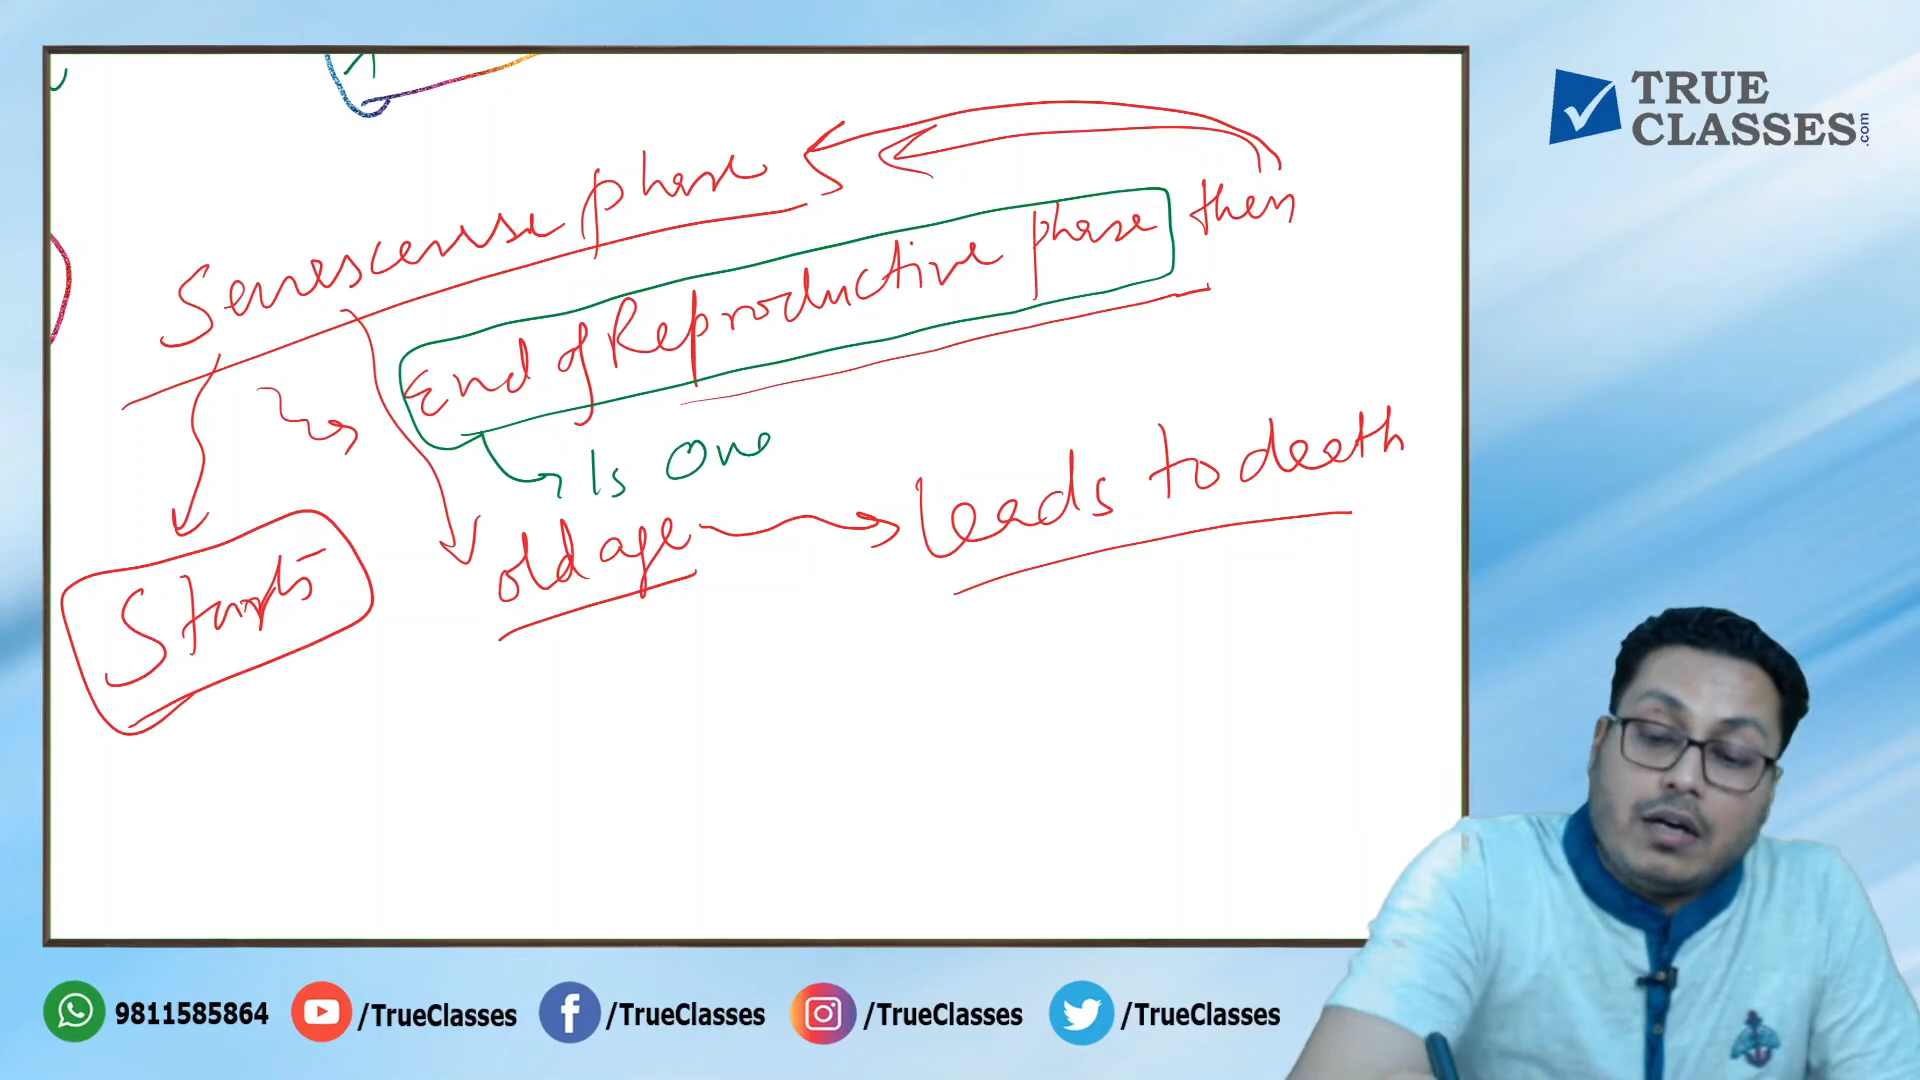 TRUE
CLASSES.com
Senescense phase
End of Reproductive phase then
Is One
old age leads to death
Starts
9811585864 /TrueClasses /TrueClasses /TrueClasses /TrueClasses